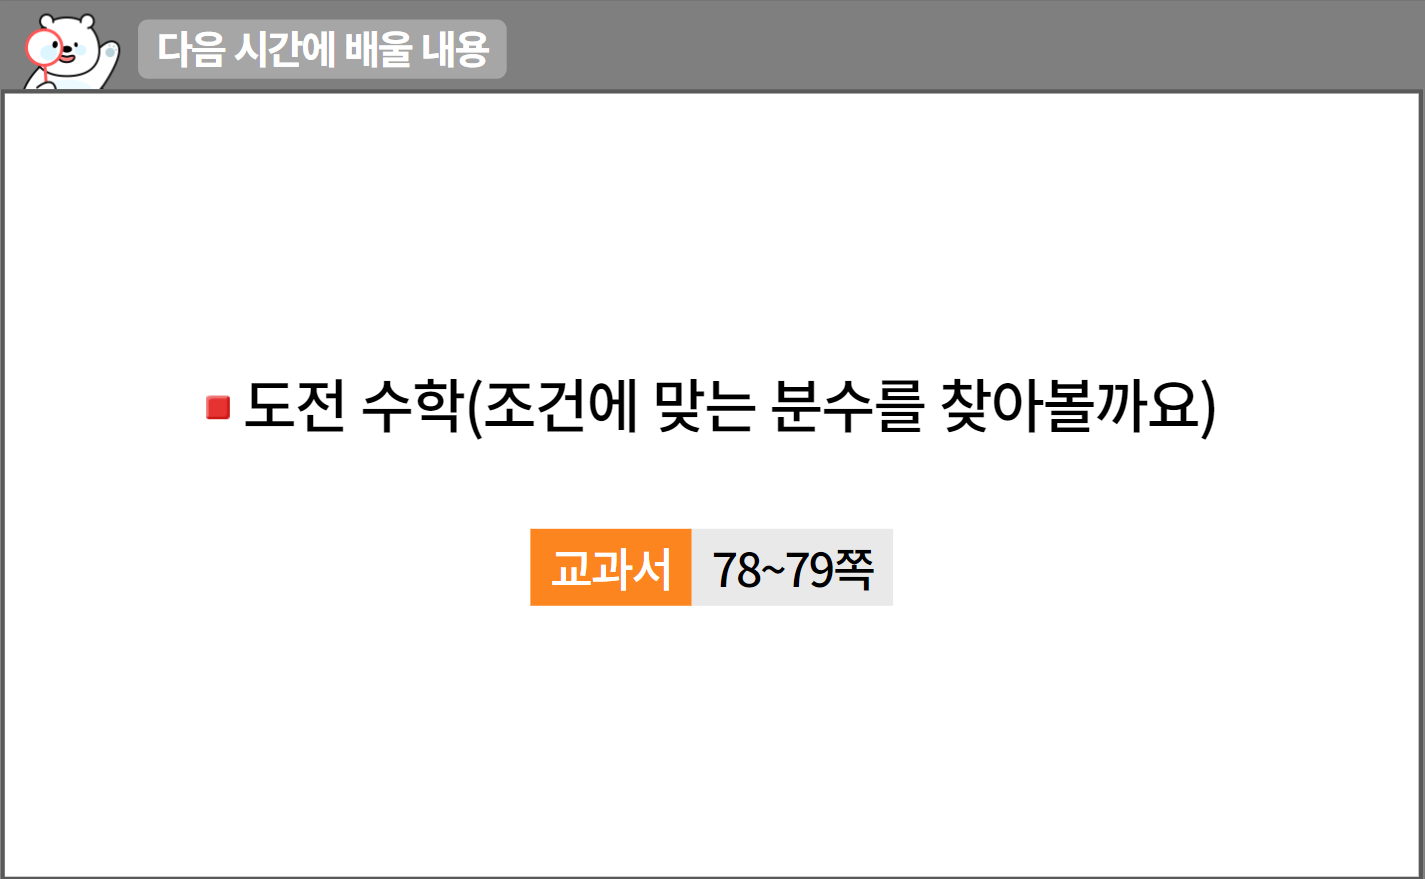 다음 시간에 배울 내용
도전 수학(조건에 맞는 분수를 찾아볼까요)
교과서 78~79쪽